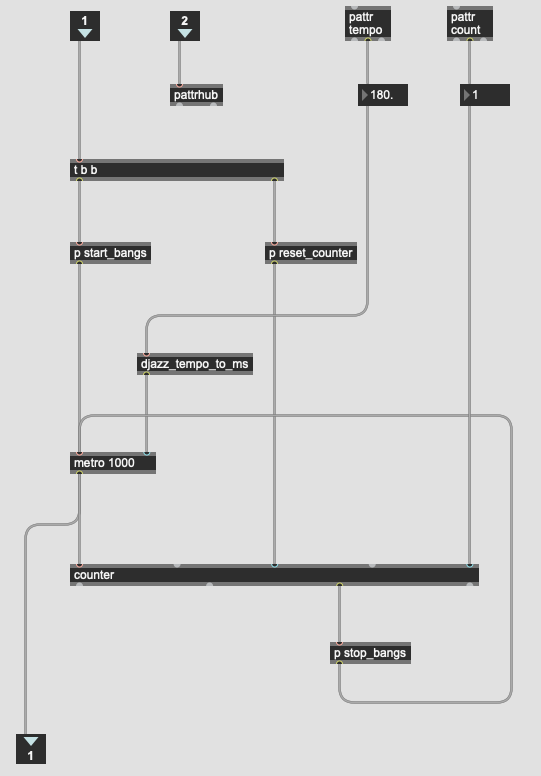 1
2
pattr
tempo
pattr
count
pattrhub
180.
1
t b b
p start_bangs
p reset_counter
djazz_tempo_to_ms
metro 1000
counter
p stop_bangs
1